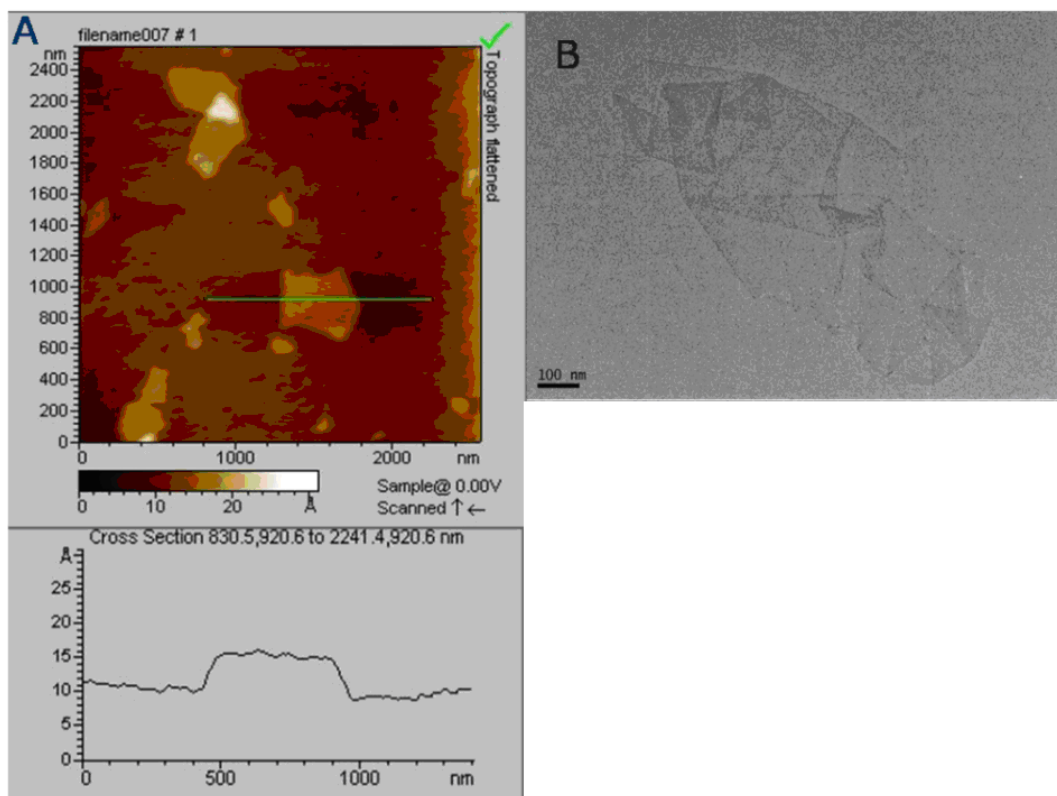 A
filename007 # 1
nm
2400
2200
2000
1800
1600
1400
1200
1000
800
600
400
200
0
0 1000 2000 nm
Topograph flattened
0 10 20 Å
Sample@ 0.00V
Scanned ↑←
Cross Section 830.5,920.6 to 2241.4,920.6 nm
Å
25
20
15
10
5
0
0 500 1000 nm
B
100 nm